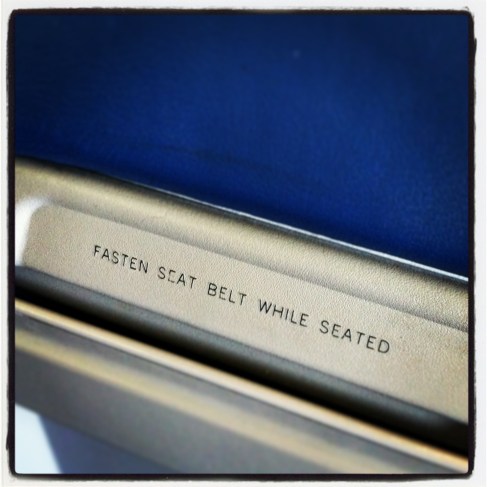 FASTEN SEAT BELT WHILE SEATED